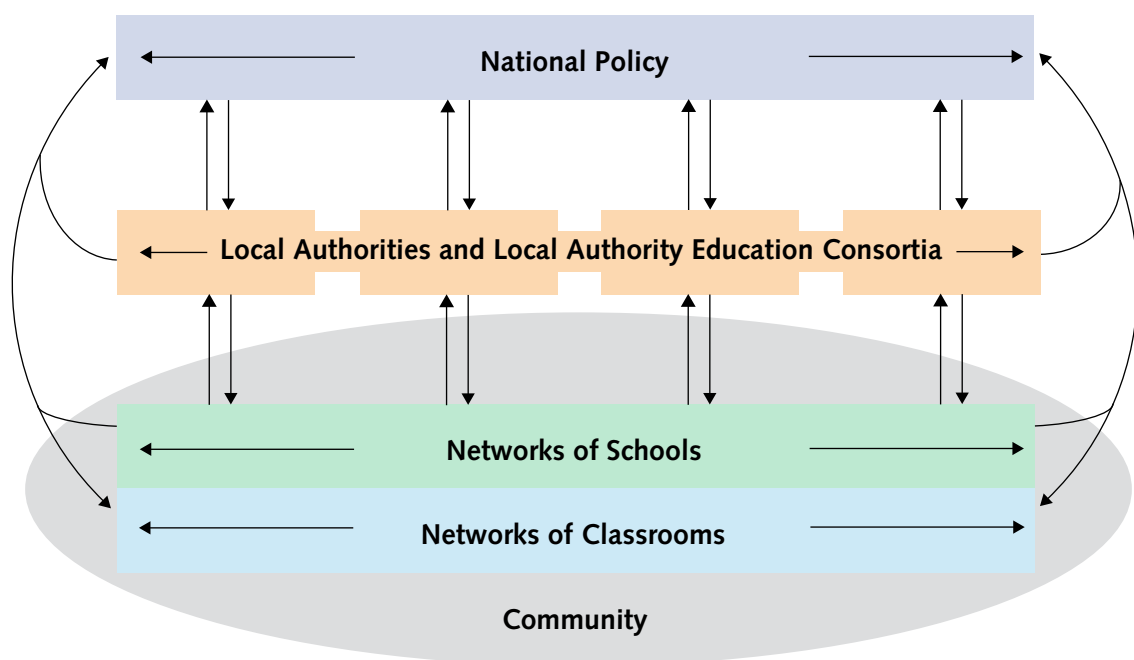 National Policy
Local Authorities and Local Authority Education Consortia
Networks of Schools
Networks of Classrooms
Community